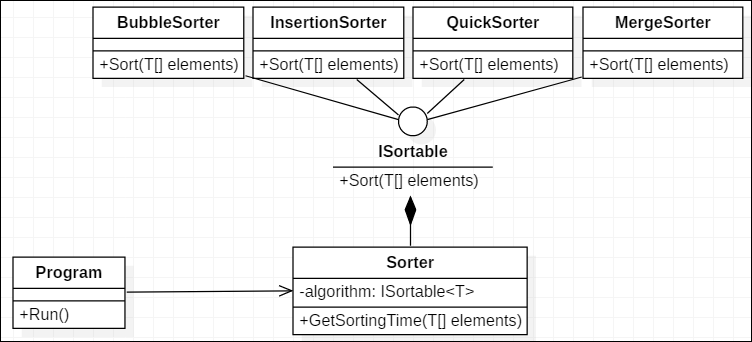 BubbleSorter
+Sort(T[] elements)
InsertionSorter
+Sort(T[] elements)
QuickSorter
+Sort(T[] elements)
MergeSorter
+Sort(T[] elements)
ISortable
+Sort(T[] elements)
Program
+Run()
Sorter
-algorithm: ISortable<T>
+GetSortingTime(T[] elements)